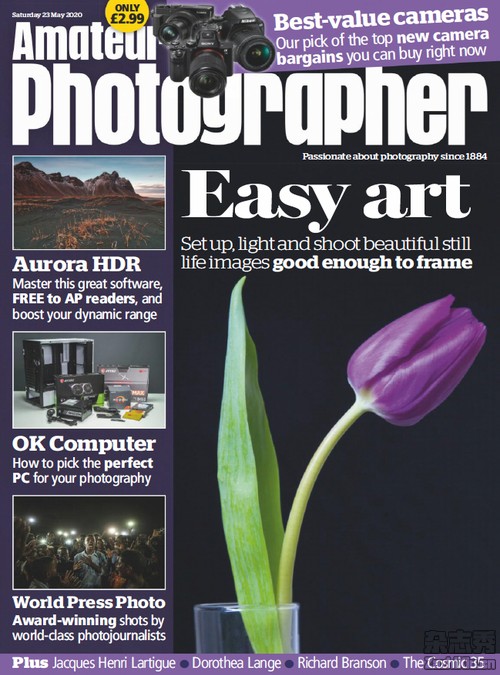 Saturday 23 May 2020
ONLY
£2.99
Best-value cameras
Our pick of the top new camera
bargains you can buy right now
Amateur
Photographer
Passionate about photography since 1884
Easy art
Set up, light and shoot beautiful still
life images good enough to frame
Aurora HDR
Master this great software,
FREE to AP readers, and
boost your dynamic range
OK Computer
How to pick the perfect
PC for your photography
World Press Photo
Award-winning shots by
world-class photojournalists
Plus Jacques Henri Lartigue ● Dorothea Lange ● Richard Branson ● The Cosmic 35
杂志秀